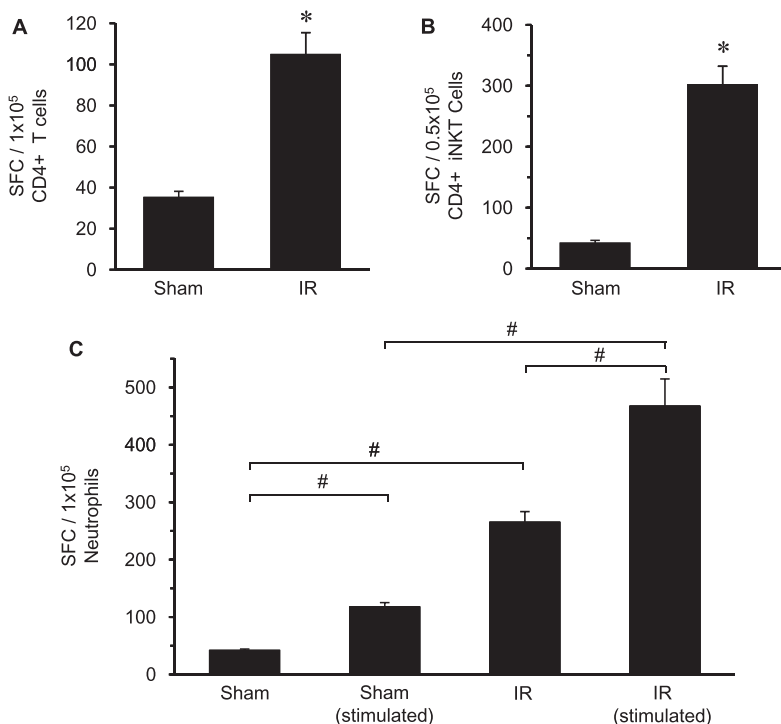 A
SFC / 1x10⁵
CD4+ T cells
120
100
80
60
40
20
0
*
Sham
IR
B
SFC / 0.5x10⁵
CD4+ iNKT Cells
400
300
200
100
0
*
Sham
IR
C
SFC / 1x10⁵
Neutrophils
500
400
300
200
100
0
#
#
#
#
Sham
Sham
(stimulated)
IR
IR
(stimulated)